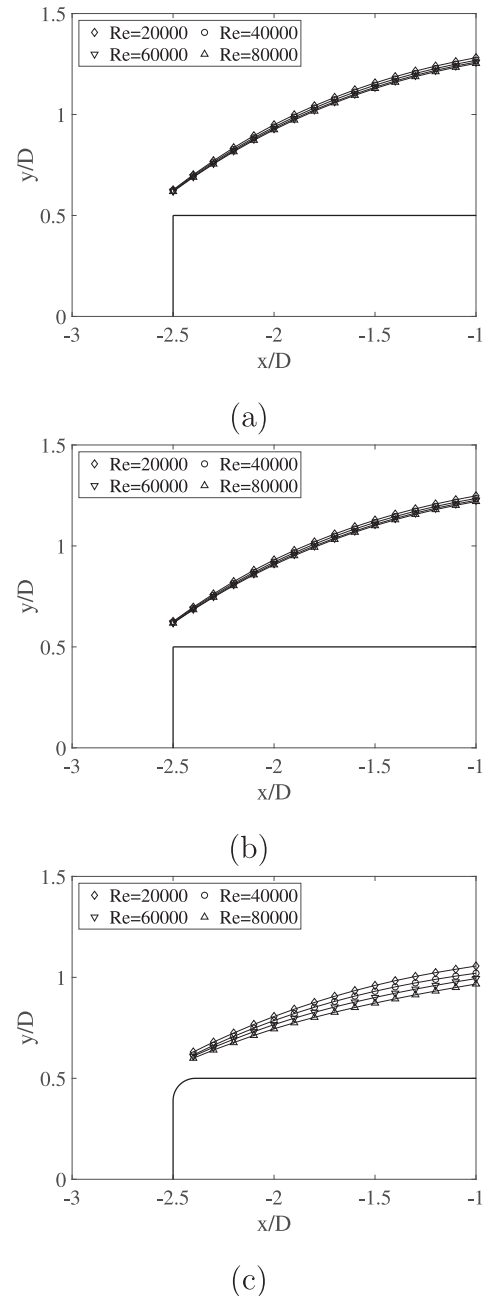 1.5
Re=20000 Re=40000
Re=60000 Re=80000
1
y/D
0.5
0
-3 -2.5 -2 -1.5 -1
x/D
(a)
1.5
Re=20000 Re=40000
Re=60000 Re=80000
1
y/D
0.5
0
-3 -2.5 -2 -1.5 -1
x/D
(b)
1.5
Re=20000 Re=40000
Re=60000 Re=80000
1
y/D
0.5
0
-3 -2.5 -2 -1.5 -1
x/D
(c)